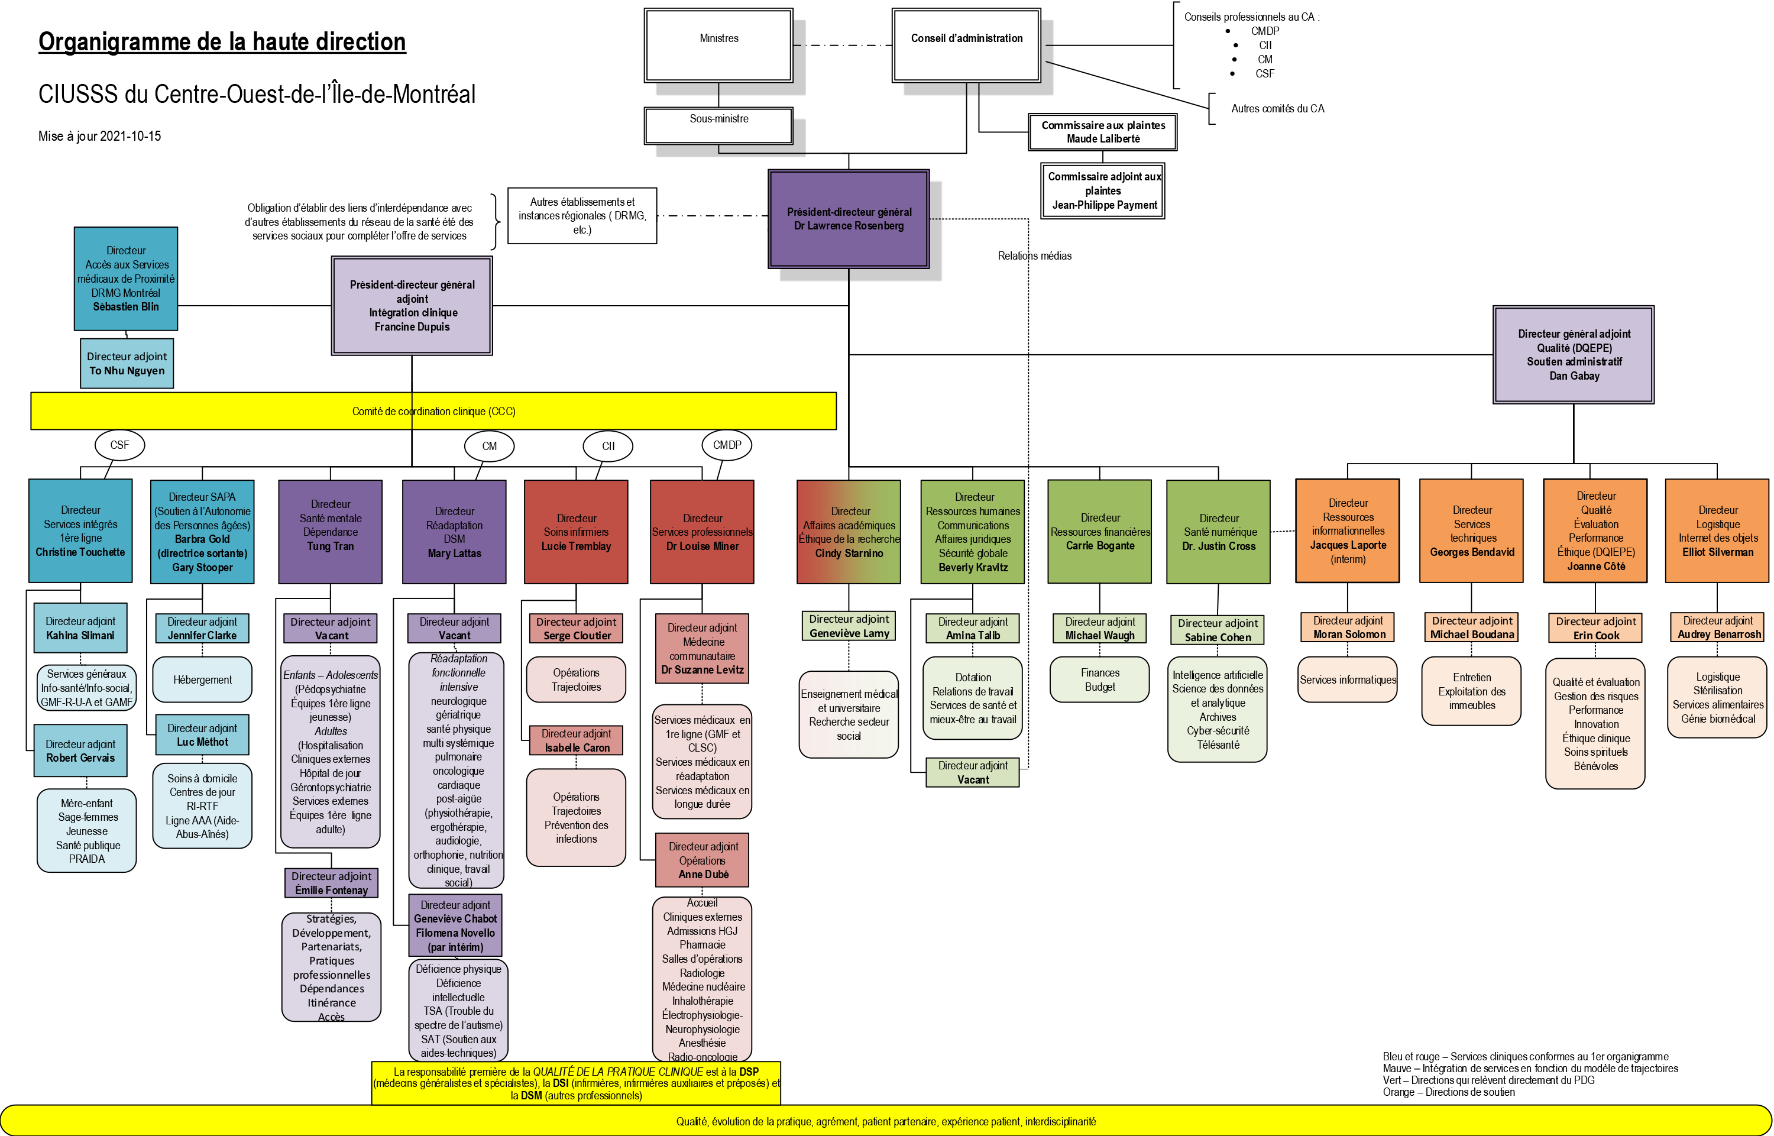 Organigramme de la haute direction
CIUSSS du Centre-Ouest-de-l'Île-de-Montréal
Mise à jour 2021-10-15
Ministres
Conseil d'administration
Conseils professionnels au CA :
• CMDP
• CII
• CM
• CSF
Autres comités du CA
Sous-ministre
Commissaire aux plaintes
Maude Laliberté
Commissaire adjoint aux
plaintes
Jean-Philippe Payment
Obligation d'établir des liens d'interdépendance avec
d'autres établissements du réseau de la santé été des
services sociaux pour compléter l'offre de services
Autres établissements et
instances régionales ( DRMG,
etc.)
Président-directeur général
Dr Lawrence Rosenberg
Relations médias
Directeur
Accès aux Services
médicaux de Proximité
DRMG Montréal
Sébastien Blin
Directeur adjoint
To Nhu Nguyen
Président-directeur général
adjoint
Intégration clinique
Francine Dupuis
Directeur général adjoint
Qualité (DQEPE)
Soutien administratif
Dan Gabay
Comité de coordination clinique (CCC)
CSF
CM
CII
CMDP
Directeur
Services intégrés
1ère ligne
Christine Touchette
Directeur adjoint
Kahina Slimani
Services généraux
Info-santé/Info-social,
GMF-R-U-A et GAMF
Directeur adjoint
Robert Gervais
Mère-enfant
Sage-femmes
Jeunesse
Santé publique
PRAIDA
Directeur SAPA
(Soutien à l'Autonomie
des Personnes âgées)
Barbra Gold
(directrice sortante)
Gary Stooper
Directeur adjoint
Jennifer Clarke
Hébergement
Directeur adjoint
Luc Méthot
Soins à domicile
Centres de jour
RI-RTF
Ligne AAA (Aide-
Abus-Aînés)
Directeur
Santé mentale
Dépendance
Tung Tran
Directeur adjoint
Vacant
Enfants – Adolescents
(Pédopsychiatrie
Équipes 1ère ligne
jeunesse)
Adultes
(Hospitalisation
Cliniques externes
Hôpital de jour
Gérontopsychiatrie
Services externes
Équipes 1ère ligne
adulte)
Directeur adjoint
Émilie Fontenay
Stratégies,
Développement,
Partenariats,
Pratiques
professionnelles
Dépendances
Itinérance
Accès
Directeur
Réadaptation
DSM
Mary Lattas
Directeur adjoint
Vacant
Réadaptation
fonctionnelle
intensive
neurologique
gériatrique
santé physique
multi systémique
pulmonaire
oncologique
cardiaque
post-aigüe
(physiothérapie,
ergothérapie,
audiologie,
orthophonie, nutrition
clinique, travail
social)
Directeur adjoint
Geneviève Chabot
Filomena Novello
(par intérim)
Déficience physique
Déficience
intellectuelle
TSA (Trouble du
spectre de l'autisme)
SAT (Soutien aux
aides-techniques)
Directeur
Soins infirmiers
Lucie Tremblay
Directeur adjoint
Serge Cloutier
Opérations
Trajectoires
Directeur adjoint
Isabelle Caron
Opérations
Trajectoires
Prévention des
infections
Directeur
Services professionnels
Dr Louise Miner
Directeur adjoint
Médecine
communautaire
Dr Suzanne Levitz
Services médicaux en
1re ligne (GMF et
CLSC)
Services médicaux en
réadaptation
Services médicaux en
longue durée
Directeur adjoint
Opérations
Anne Dubé
Accueil
Cliniques externes
Admissions HGJ
Pharmacie
Salles d'opérations
Radiologie
Médecine nucléaire
Inhalothérapie
Électrophysiologie-
Neurophysiologie
Anesthésie
Radio-oncologie
Directeur
Affaires académiques
Éthique de la recherche
Cindy Starnino
Directeur adjoint
Geneviève Lamy
Enseignement médical
et universitaire
Recherche secteur
social
Directeur
Ressources humaines
Communications
Affaires juridiques
Sécurité globale
Beverly Kravitz
Directeur adjoint
Amina Talib
Dotation
Relations de travail
Services de santé et
mieux-être au travail
Directeur adjoint
Vacant
Directeur
Ressources financières
Carrie Bogante
Directeur adjoint
Michael Waugh
Finances
Budget
Directeur
Santé numérique
Dr. Justin Cross
Directeur adjoint
Sabine Cohen
Intelligence artificielle
Science des données
et analytique
Archives
Cyber-sécurité
Télésanté
Directeur
Ressources
informationnelles
Jacques Laporte
(interim)
Directeur adjoint
Moran Solomon
Services informatiques
Directeur
Services
techniques
Georges Bendavid
Directeur adjoint
Michael Boudana
Entretien
Exploitation des
immeubles
Directeur
Qualité
Évaluation
Performance
Éthique (DQIEPE)
Joanne Côté
Directeur adjoint
Erin Cook
Qualité et évaluation
Gestion des risques
Performance
Innovation
Éthique clinique
Soins spirituels
Bénévoles
Directeur
Logistique
Internet des objets
Elliot Silverman
Directeur adjoint
Audrey Benarrosh
Logistique
Stérilisation
Services alimentaires
Génie biomédical
Bleu et rouge – Services cliniques conformes au 1er organigramme
Mauve – Intégration de services en fonction du modèle de trajectoires
Vert – Directions qui relèvent directement du PDG
Orange – Directions de soutien
La responsabilité première de la QUALITÉ DE LA PRATIQUE CLINIQUE est à la DSP
(médecins généralistes et spécialistes), la DSI (infirmières, infirmières auxiliaires et préposés) et
la DSM (autres professionnels)
Qualité, évolution de la pratique, agrément, patient partenaire, expérience patient, interdisciplinarité